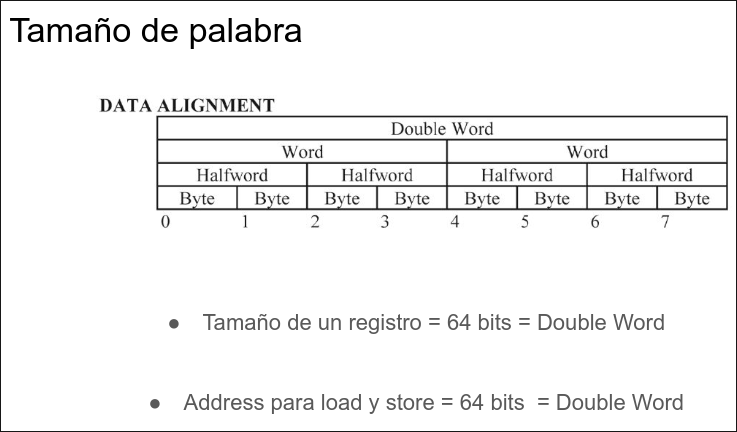 Tamaño de palabra
DATA ALIGNMENT
Double Word
Word Word
Halfword Halfword Halfword Halfword
Byte Byte Byte Byte Byte Byte Byte Byte
0 1 2 3 4 5 6 7
● Tamaño de un registro = 64 bits = Double Word
● Address para load y store = 64 bits = Double Word